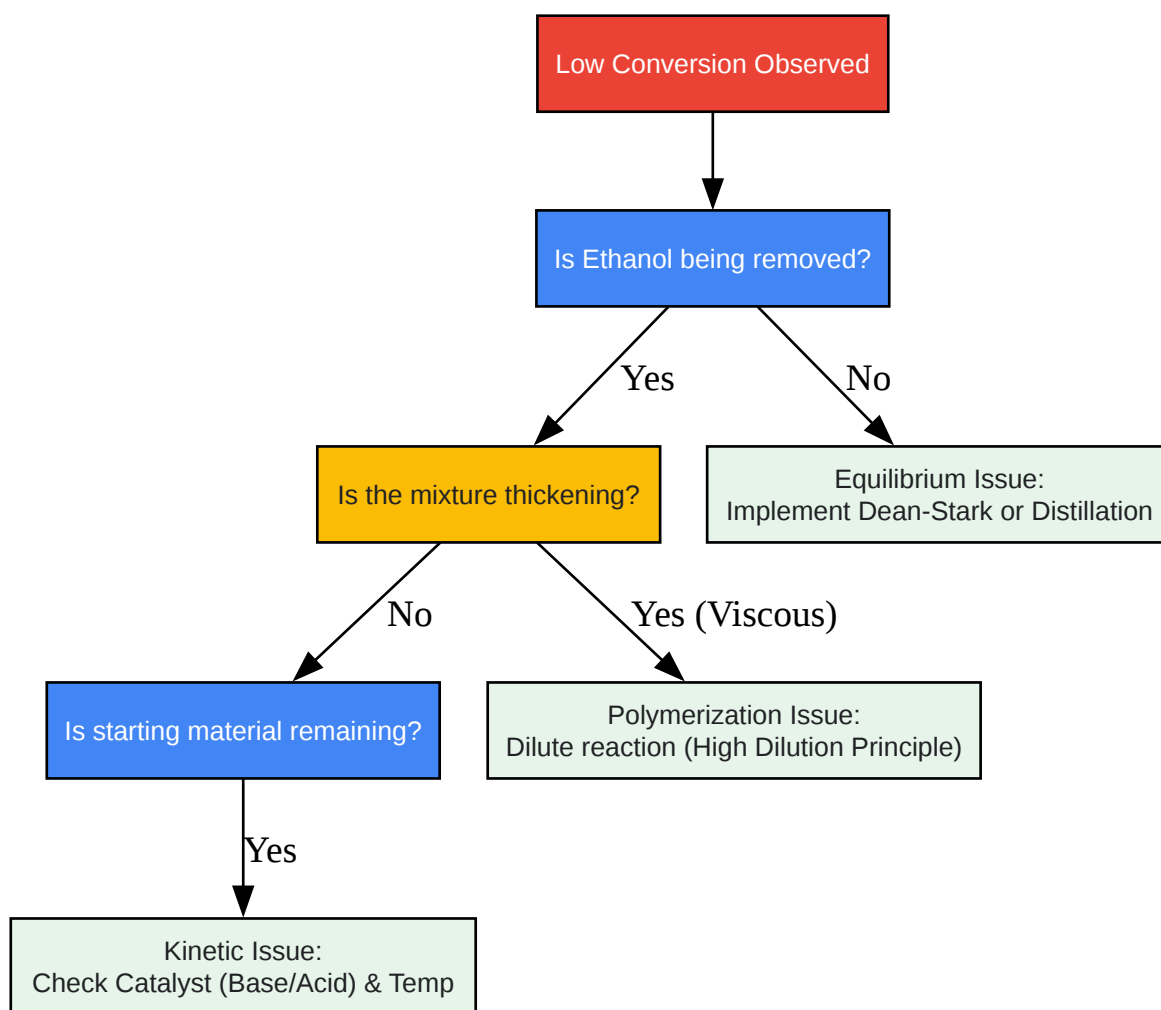 Low Conversion Observed
Is Ethanol being removed?
Yes
No
Is the mixture thickening?
Equilibrium Issue:
Implement Dean-Stark or Distillation
No
Yes (Viscous)
Is starting material remaining?
Polymerization Issue:
Dilute reaction (High Dilution Principle)
Yes
Kinetic Issue:
Check Catalyst (Base/Acid) & Temp